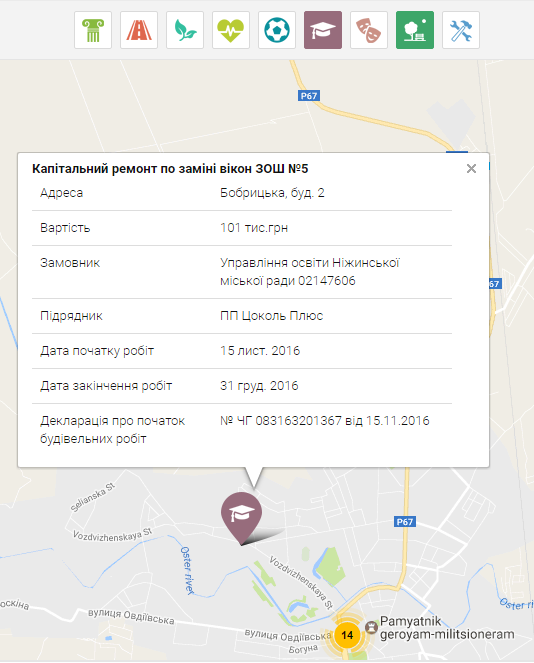 P67
Капітальний ремонт по заміні вікон ЗОШ №5
Адреса Бобрицька, буд. 2
Вартість 101 тис.грн
67
Замовник Управління освіти Ніжинської
міської ради 02147606
Підрядник ПП Цоколь Плюс
Дата початку робіт 15 лист. 2016
Дата закінчення робіт 31 груд. 2016
Декларація про початок № ЧГ 083163201367 від 15.11.2016
будівельних робіт
Selianska St
P67
Vozdvizhenskaya St
Oster river
Vozdvizhenska St
Oster riv
оскіна
вулиця Овдіївська
Pamyatnik
geroyam-militsioneram
вулиця Овдіївська
14
Богуна